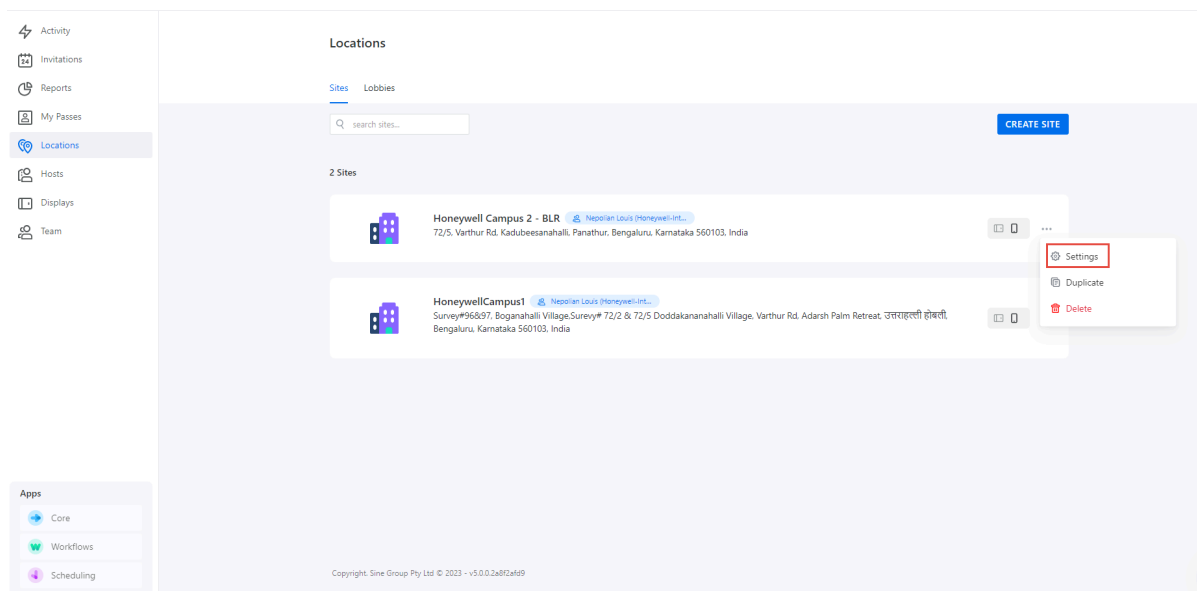 Activity
24
Invitations
Reports
My Passes
Locations
Hosts
Displays
Team
Locations
Sites
Lobbies
search sites...
CREATE SITE
2 Sites
Honeywell Campus 2 - BLR
Nepolian Louis (Honeywell-Int...
72/5, Varthur Rd, Kadubeesanahalli, Panathur, Bengaluru, Karnataka 560103, India
Settings
Duplicate
Delete
HoneywellCampus1
Nepolian Louis (Honeywell-Int...
Survey#96&97, Boganahalli Village,Surevy# 72/2 & 72/5 Doddakananahalli Village, Varthur Rd, Adarsh Palm Retreat, उत्तराहल्ली होबली,
Bengaluru, Karnataka 560103, India
Apps
Core
W
Workflows
Scheduling
Copyright. Sine Group Pty Ltd © 2023 - v5.0.0.2a8f2afd9